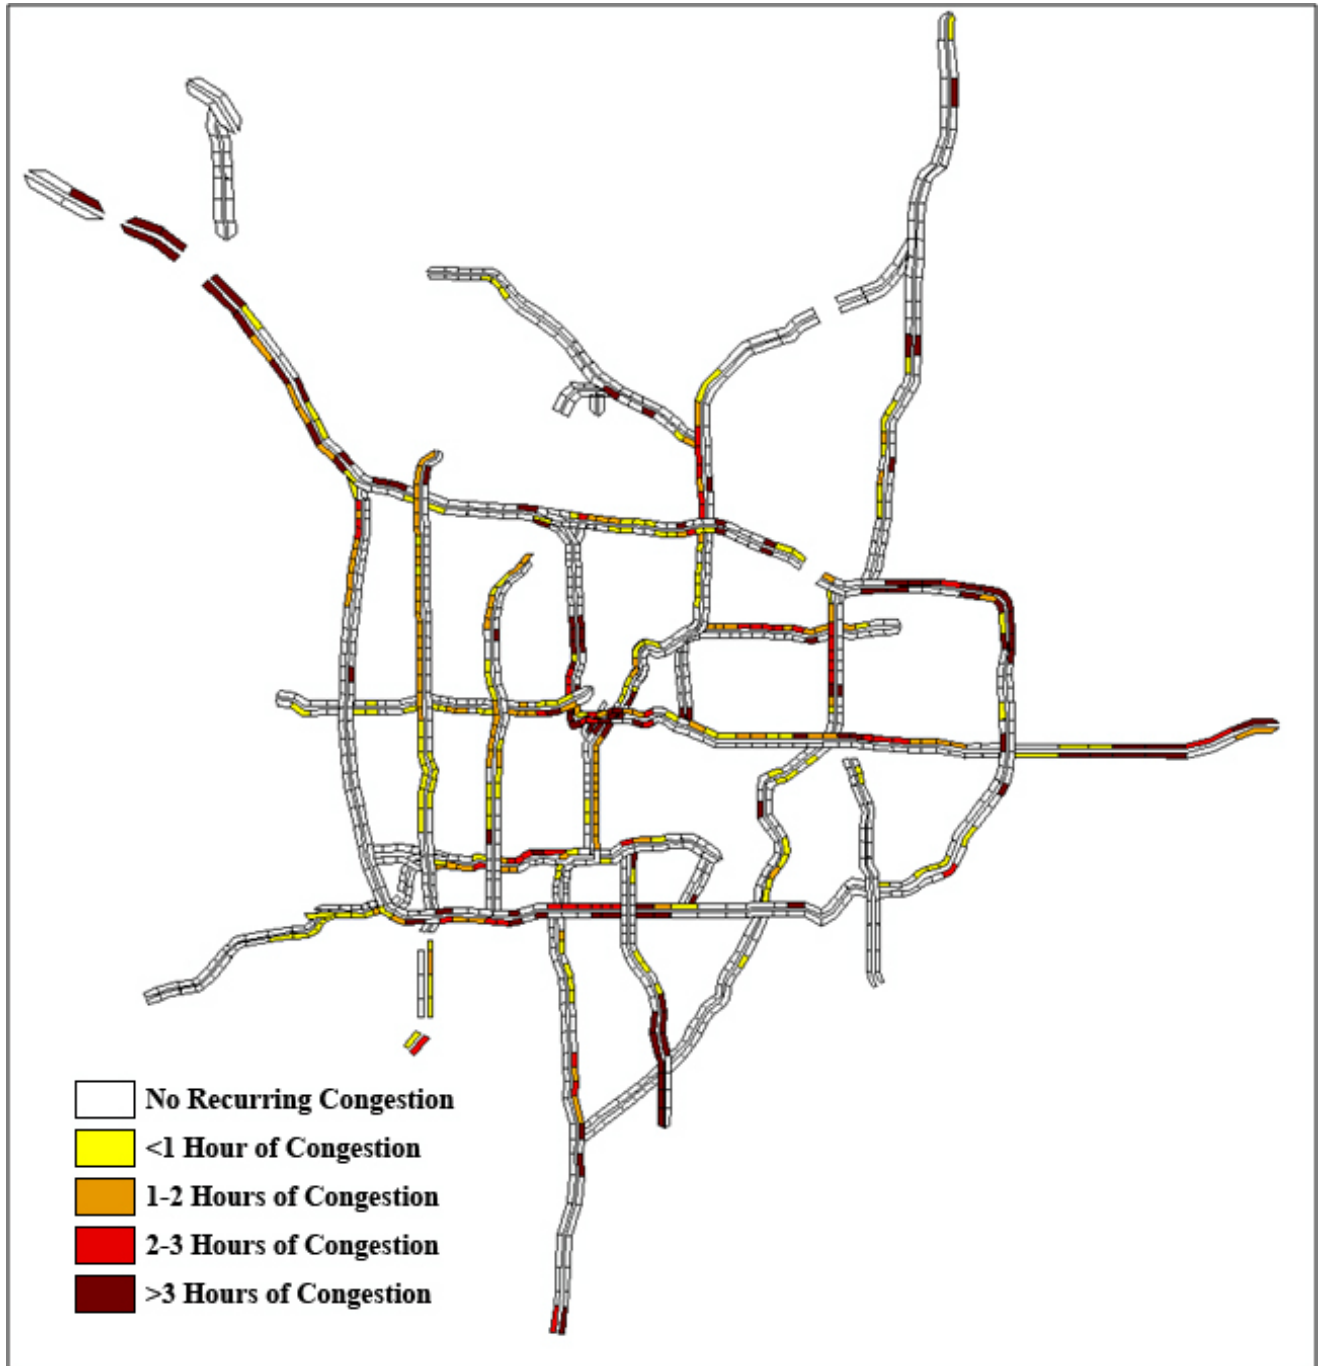 No Recurring Congestion
<1 Hour of Congestion
1-2 Hours of Congestion
2-3 Hours of Congestion
>3 Hours of Congestion